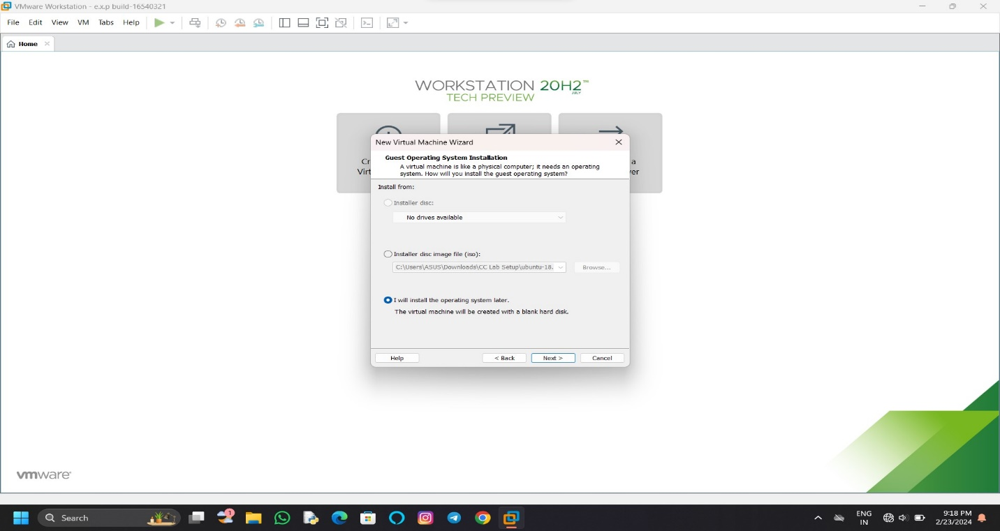 VMware Workstation - e.x.p build-16540321
File Edit View VM Tabs Help
Home
WORKSTATION 20H2™
JULY
TECH PREVIEW
New Virtual Machine Wizard
Guest Operating System Installation
A virtual machine is like a physical computer; it needs an operating
system. How will you install the guest operating system?
Install from:
Installer disc:
No drives available
Installer disc image file (iso):
C:\Users\ASUS\Downloads\CC Lab Setup\ubuntu-18. Browse...
I will install the operating system later.
The virtual machine will be created with a blank hard disk.
Help < Back Next > Cancel
Cr
Virt
a
ver
vmware
Search
1
ENG
IN
9:18 PM
2/23/2024